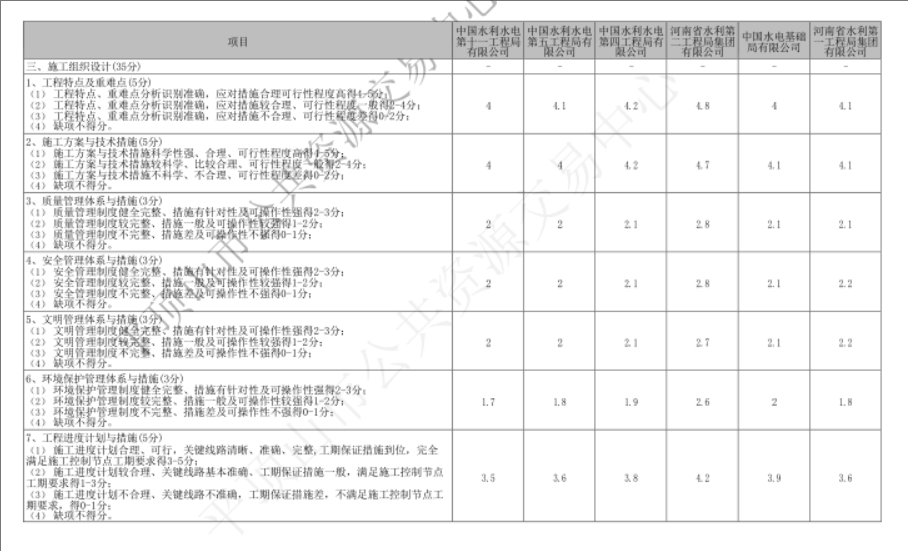 项目
中国水利水电
第十一工程局
有限公司
中国水利水电
第五工程局有
限公司
中国水利水电
第四工程局有
限公司
河南省水利第
二工程局集团
有限公司
中国水电基础
局有限公司
河南省水利第
一工程局集团
有限公司
三、施工组织设计(35分) - - - - - -
1、工程特点及重难点(5分)
(1) 工程特点、重难点分析识别准确,应对措施合理可行性程度高得4-5分;
(2) 工程特点、重难点分析识别准确,应对措施较合理、可行性程度一般得2-4分;
(3) 工程特点、重难点分析识别准确,应对措施不合理、可行性程度差得0-2分;
(4) 缺项不得分。
4 4.1 4.2 4.8 4 4.1
2、施工方案与技术措施(5分)
(1) 施工方案与技术措施科学性强、合理、可行性程度高得4-5分;
(2) 施工方案与技术措施较科学、比较合理、可行性程度一般得2-4分;
(3) 施工方案与技术措施不科学、不合理、可行性程度差得0-2分;
(4) 缺项不得分。
4 4 4.2 4.7 4.1 4.1
3、质量管理体系与措施(3分)
(1) 质量管理制度健全完整、措施有针对性及可操作性强得2-3分;
(2) 质量管理制度较完整、措施一般及可操作性较强得1-2分;
(3) 质量管理制度不完整、措施差及可操作性不强得0-1分;
(4) 缺项不得分。
2 2 2.1 2.8 2.1 2.1
4、安全管理体系与措施(3分)
(1) 安全管理制度健全完整、措施有针对性及可操作性强得2-3分;
(2) 安全管理制度较完整、措施一般及可操作性较强得1-2分;
(3) 安全管理制度不完整、措施差及可操作性不强得0-1分;
(4) 缺项不得分。
2 2 2.1 2.8 2.1 2.2
5、文明管理体系与措施(3分)
(1) 文明管理制度健全完整、措施有针对性及可操作性强得2-3分;
(2) 文明管理制度较完整、措施一般及可操作性较强得1-2分;
(3) 文明管理制度不完整、措施差及可操作性不强得0-1分;
(4) 缺项不得分。
2 2 2.1 2.7 2.1 2.2
6、环境保护管理体系与措施(3分)
(1) 环境保护管理制度健全完整、措施有针对性及可操作性强得2-3分;
(2) 环境保护管理制度较完整、措施一般及可操作性较强得1-2分;
(3) 环境保护管理制度不完整、措施差及可操作性不强得0-1分;
(4) 缺项不得分。
1.7 1.8 1.9 2.6 2 1.8
7、工程进度计划与措施(5分)
(1) 施工进度计划合理、可行,关键线路清晰、准确、完整,工期保证措施到位,完全
满足施工控制节点工期要求得3-5分;
(2) 施工进度计划较合理、关键线路基本准确、工期保证措施一般,满足施工控制节点
工期要求得1-3分;
(3) 施工进度计划不合理、关键线路不准确,工期保证措施差,不满足施工控制节点工
期要求,得0-1分;
(4) 缺项不得分。
3.5 3.6 3.8 4.2 3.9 3.6
平顶山市公共资源交易中心
平顶山市公共资源交易中心